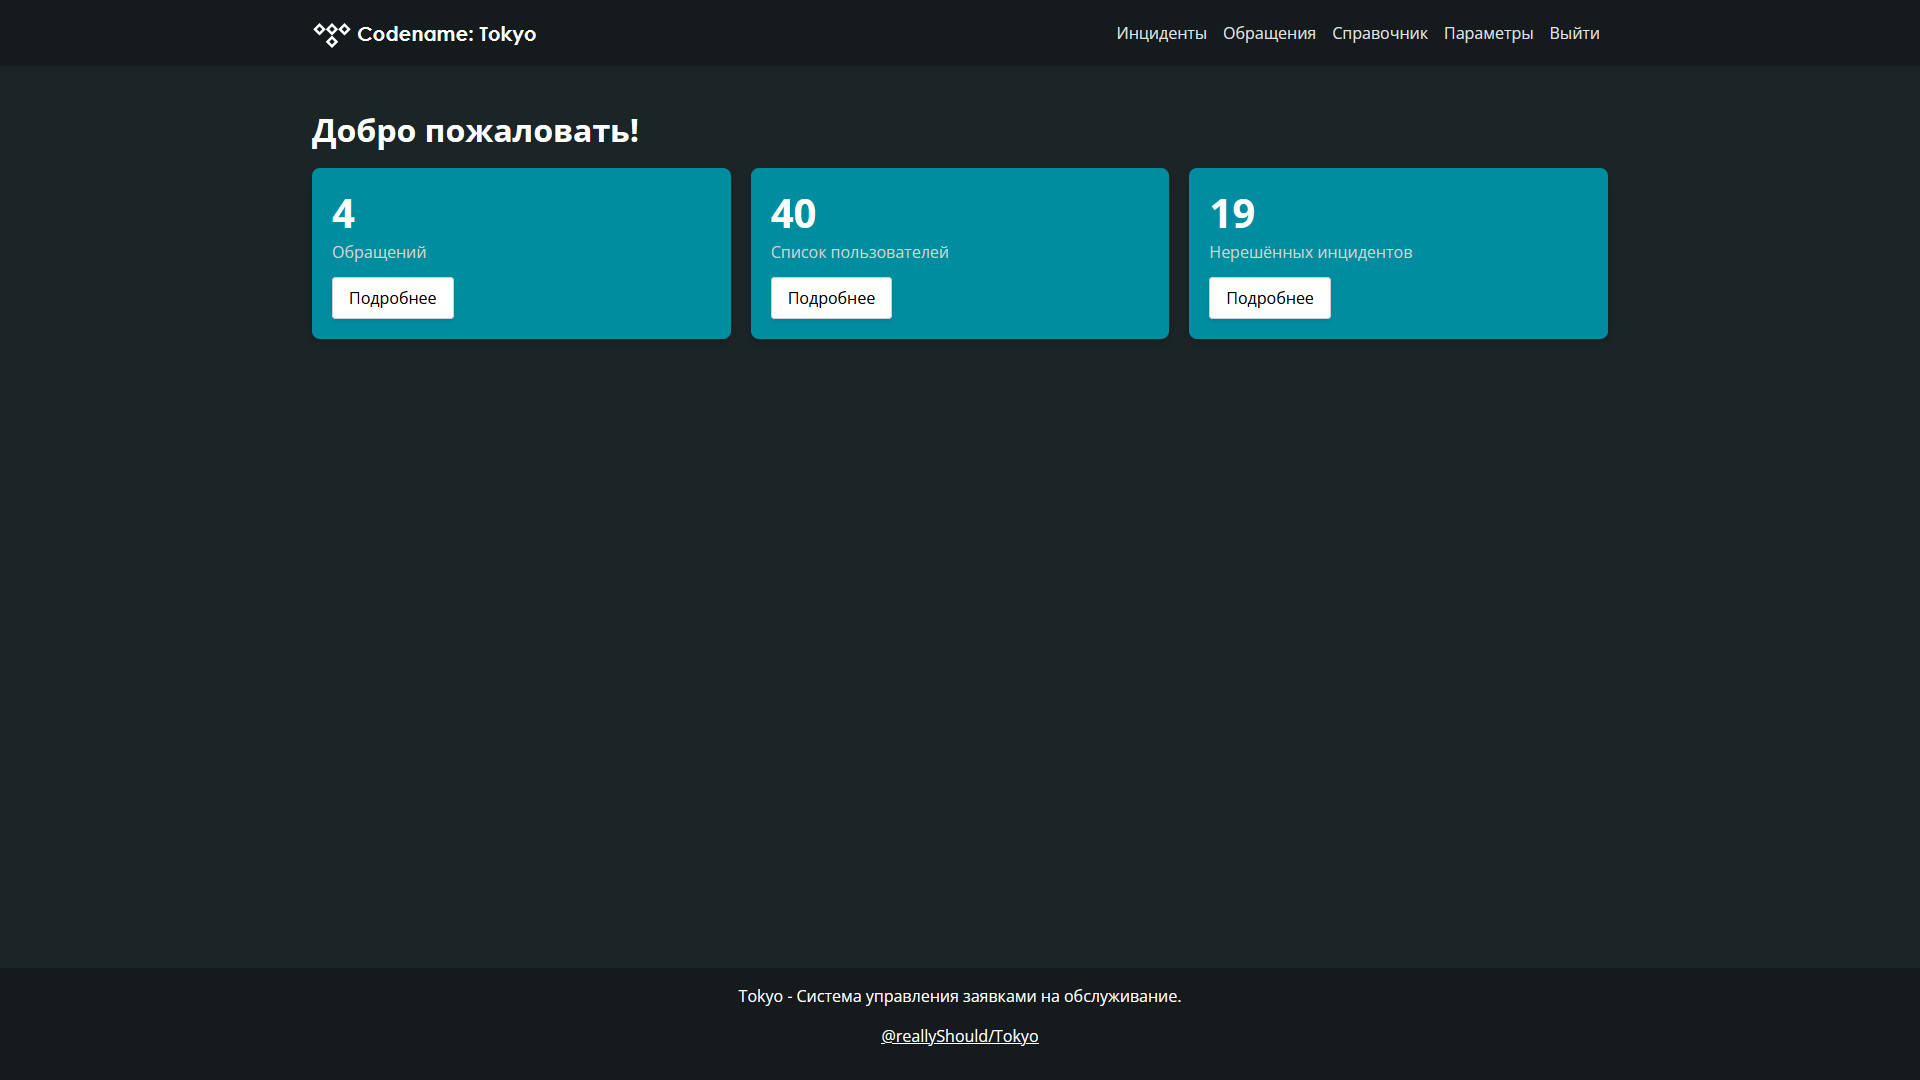 Codename: Tokyo
Инциденты Обращения Справочник Параметры Выйти
Добро пожаловать!
4
Обращений
Подробнее
40
Список пользователей
Подробнее
19
Нерешённых инцидентов
Подробнее
Tokyo - Система управления заявками на обслуживание.
@reallyShould/Tokyo